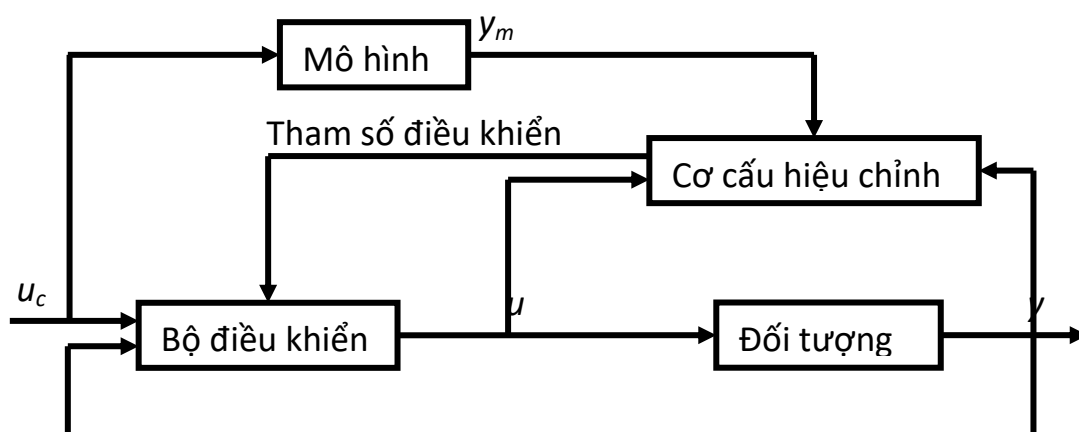 y_m
Mô hình
Tham số điều khiển
Cơ cấu hiệu chỉnh
u_c
u
y
Bộ điều khiển
Đối tượng